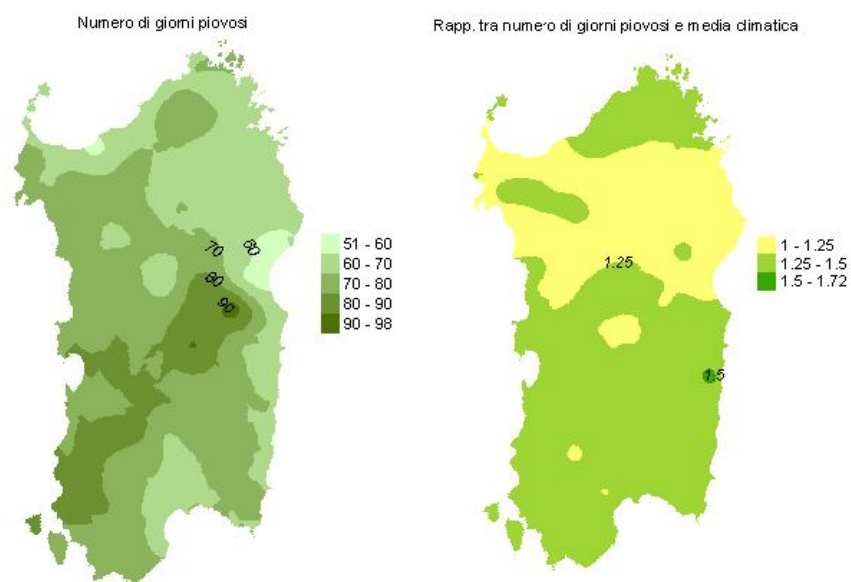 Numero di giorni piovosi
70
60
80
90
51 - 60
60 - 70
70 - 80
80 - 90
90 - 98
Rapp. tra numero di giorni piovosi e media climatica
1.25
1.5
1 - 1.25
1.25 - 1.5
1.5 - 1.72